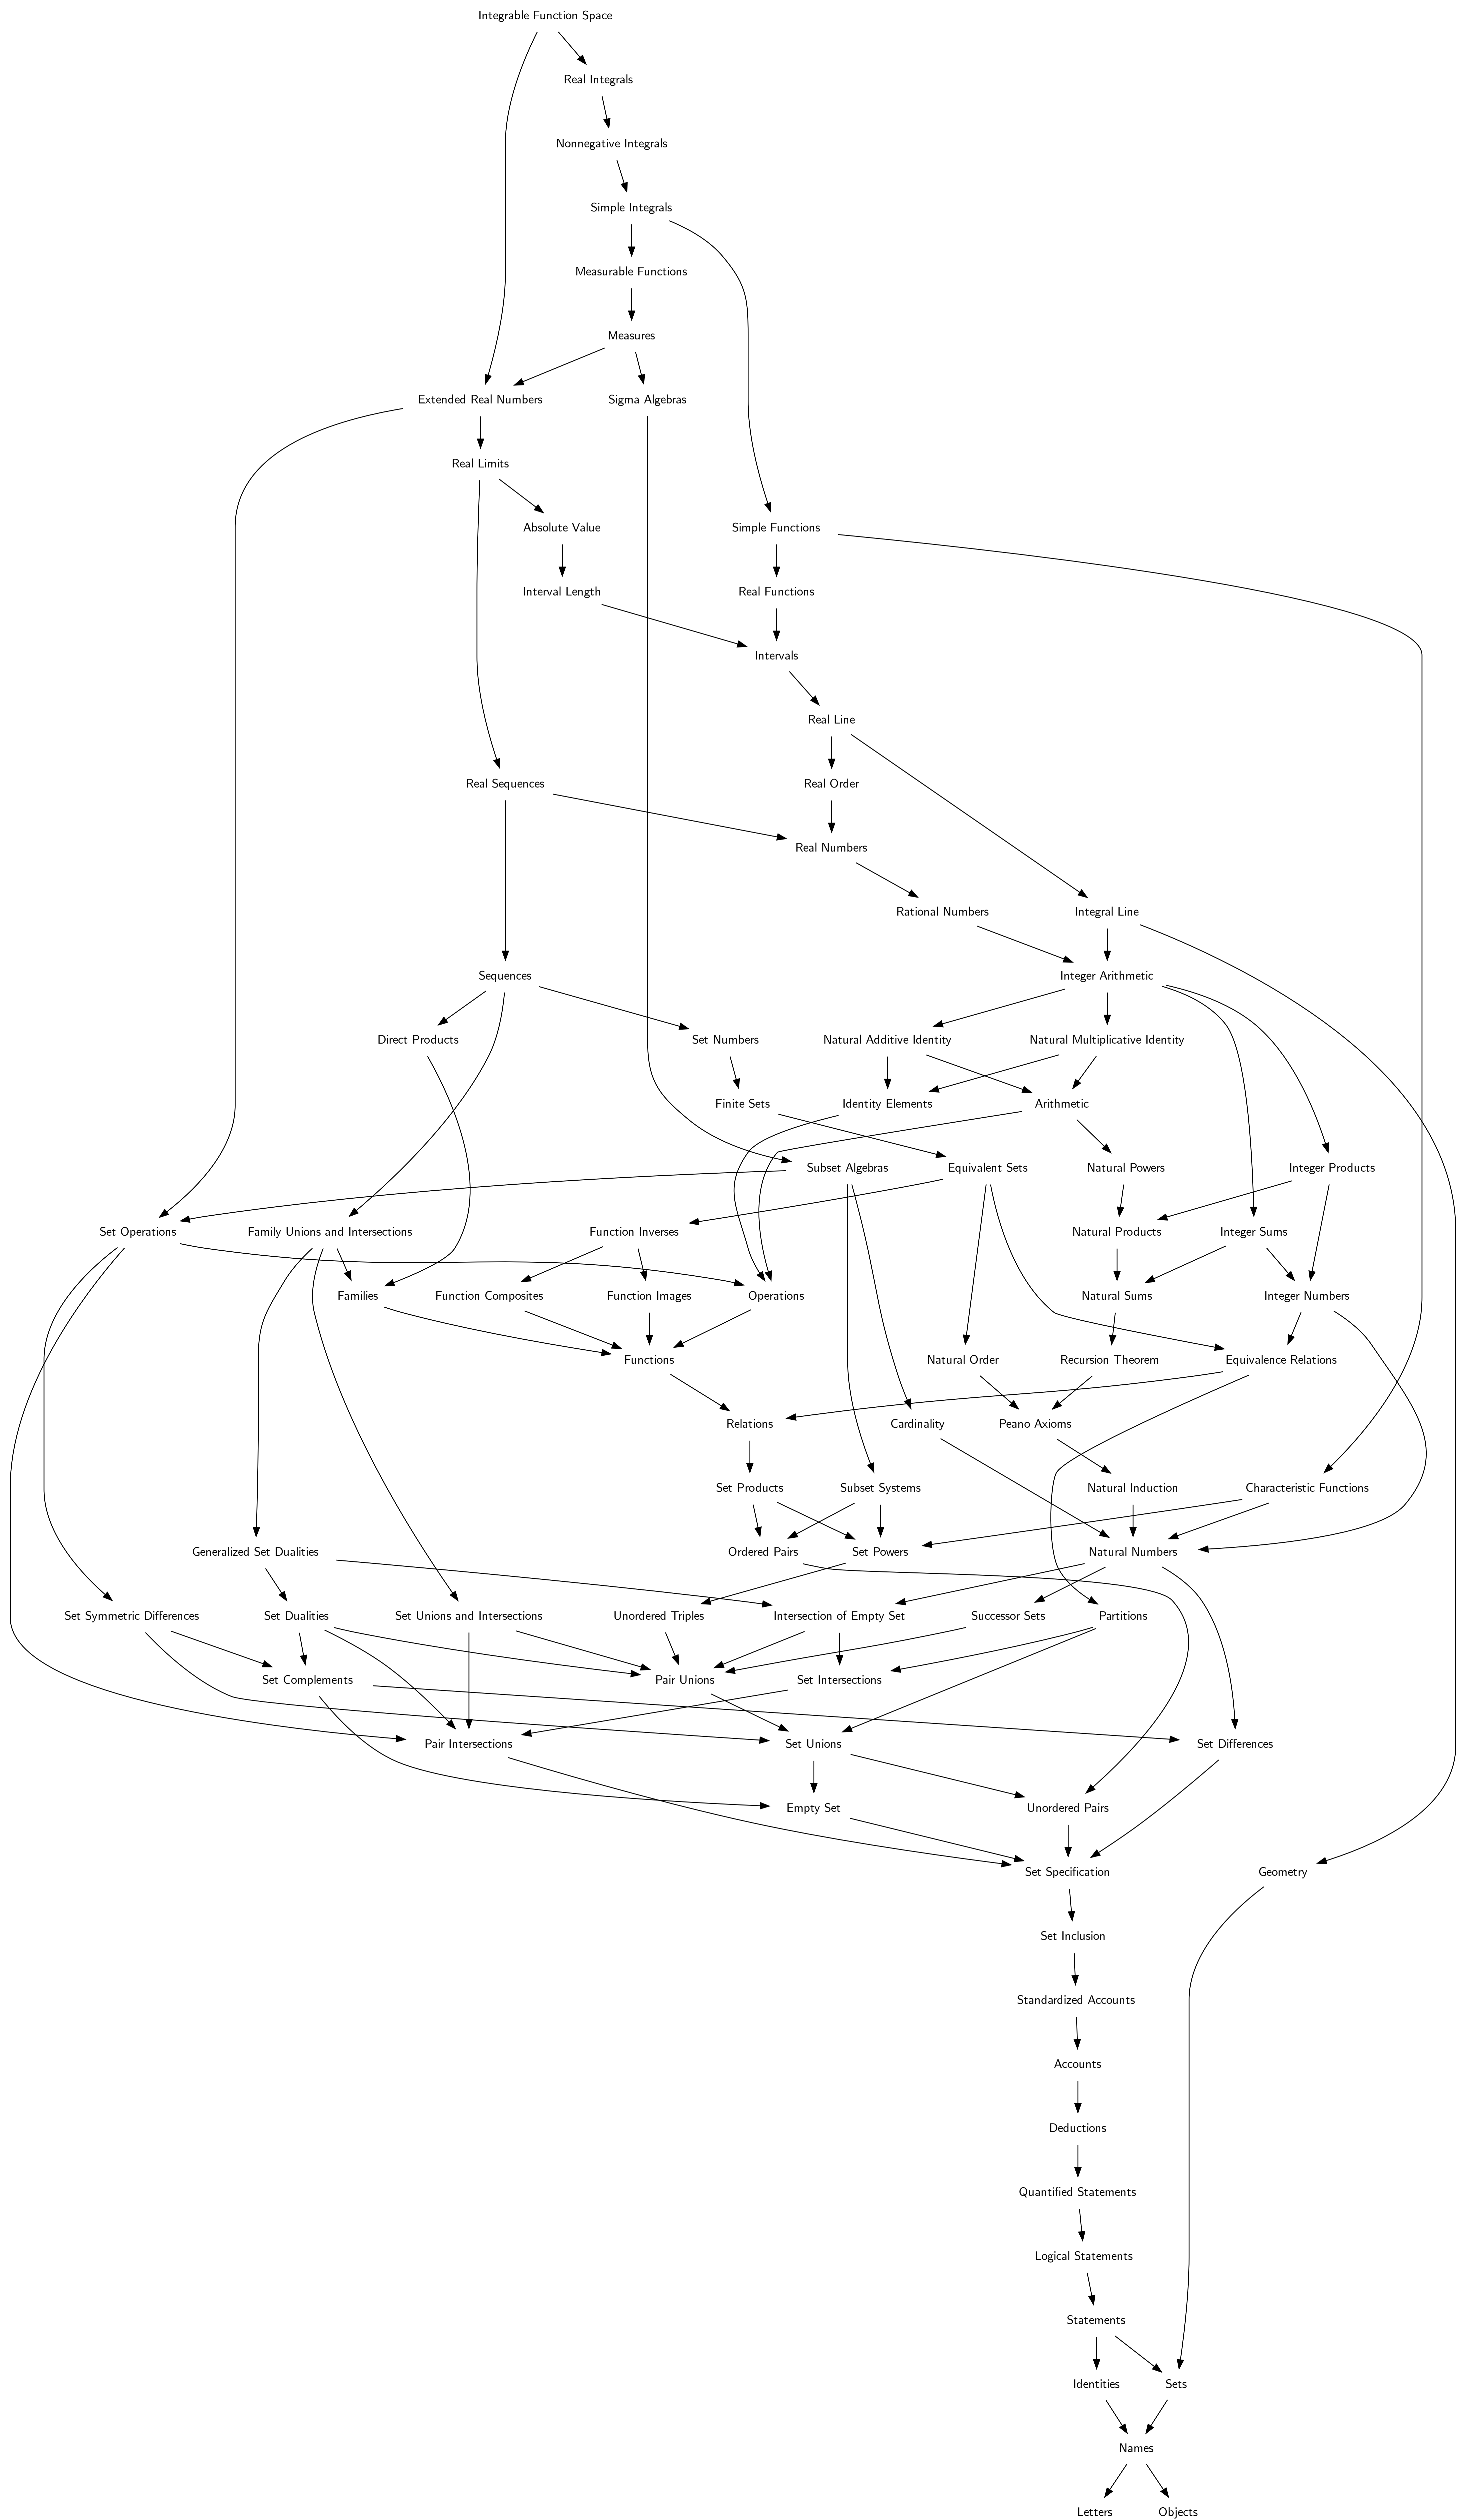 Integrable Function Space
Real Integrals
Nonnegative Integrals
Simple Integrals
Measurable Functions
Measures
Extended Real Numbers
Sigma Algebras
Real Limits
Absolute Value
Simple Functions
Interval Length
Real Functions
Intervals
Real Line
Real Sequences
Real Order
Real Numbers
Rational Numbers
Integral Line
Sequences
Integer Arithmetic
Direct Products
Set Numbers
Natural Additive Identity
Natural Multiplicative Identity
Finite Sets
Identity Elements
Arithmetic
Subset Algebras
Equivalent Sets
Natural Powers
Integer Products
Set Operations
Family Unions and Intersections
Function Inverses
Natural Products
Integer Sums
Families
Function Composites
Function Images
Operations
Natural Sums
Integer Numbers
Functions
Natural Order
Recursion Theorem
Equivalence Relations
Relations
Cardinality
Peano Axioms
Set Products
Subset Systems
Natural Induction
Characteristic Functions
Generalized Set Dualities
Ordered Pairs
Set Powers
Natural Numbers
Set Symmetric Differences
Set Dualities
Set Unions and Intersections
Unordered Triples
Intersection of Empty Set
Successor Sets
Partitions
Set Complements
Pair Unions
Set Intersections
Pair Intersections
Set Unions
Set Differences
Empty Set
Unordered Pairs
Set Specification
Geometry
Set Inclusion
Standardized Accounts
Accounts
Deductions
Quantified Statements
Logical Statements
Statements
Identities
Sets
Names
Letters
Objects